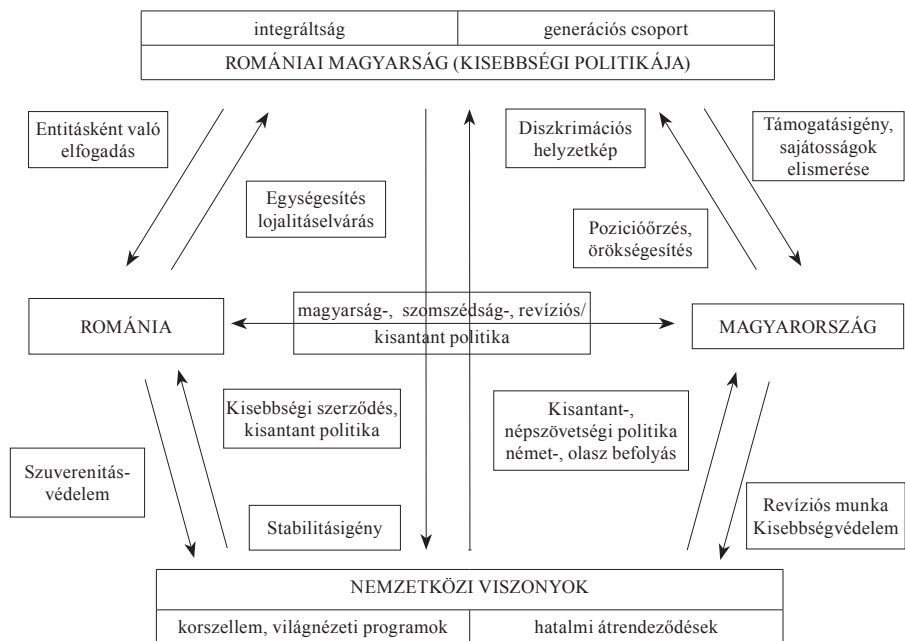 integráltság
generációs csoport
ROMÁNIAI MAGYARSÁG (KISEBBSÉGI POLITIKÁJA)
Entitásként való
elfogadás
Egységesítés
lojalitáselvárás
Diszkrimációs
helyzetkép
Támogatásigény,
sajátosságok
elismerése
Pozicióőrzés,
örökségesítés
ROMÁNIA
magyarság-, szomszédság-, revíziós/
kisantant politika
MAGYARORSZÁG
Kisebbségi szerződés,
kisantant politika
Kisantant-,
népszövetségi politika
német-, olasz befolyás
Szuverenitás-
védelem
Stabilitásigény
Revíziós munka
Kisebbségvédelem
NEMZETKÖZI VISZONYOK
korszellem, világnézeti programok
hatalmi átrendeződések